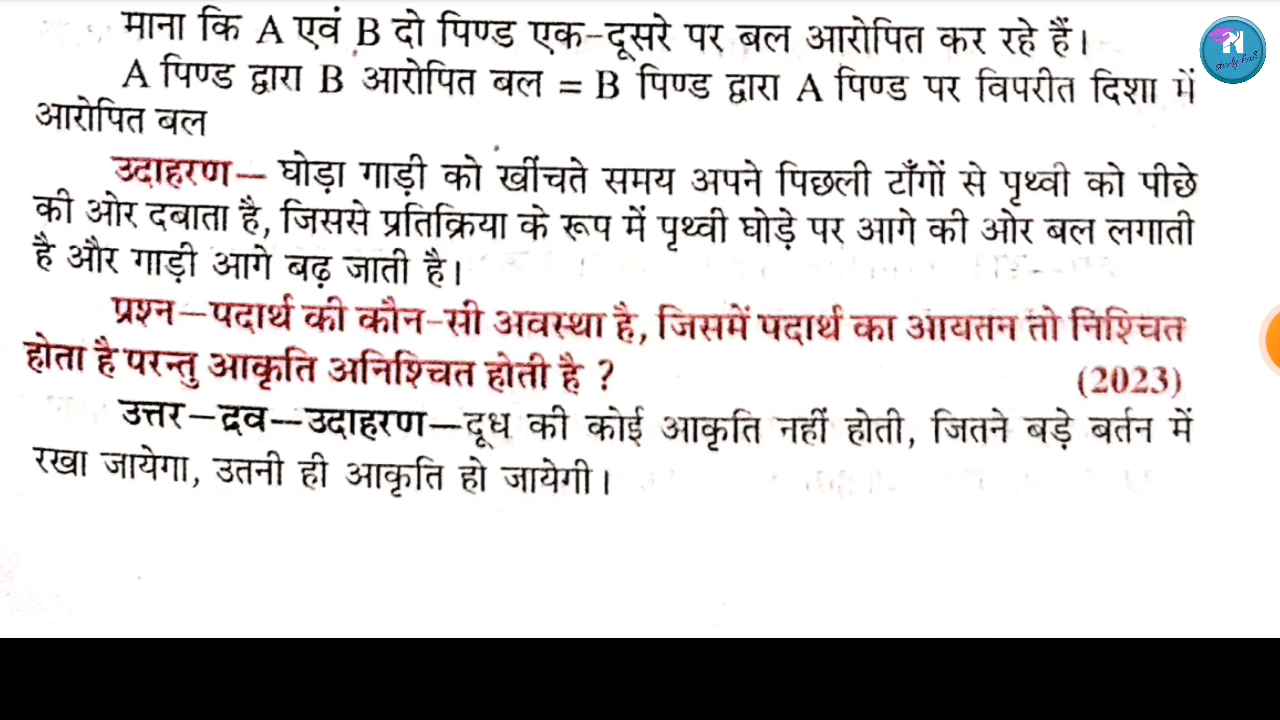 माना कि A एवं B दो पिण्ड एक-दूसरे पर बल आरोपित कर रहे हैं।
A पिण्ड द्वारा B आरोपित बल = B पिण्ड द्वारा A पिण्ड पर विपरीत दिशा में
आरोपित बल
उदाहरण— घोड़ा गाड़ी को खींचते समय अपने पिछली टाँगों से पृथ्वी को पीछे
की ओर दबाता है, जिससे प्रतिक्रिया के रूप में पृथ्वी घोड़े पर आगे की ओर बल लगाती
है और गाड़ी आगे बढ़ जाती है।
प्रश्न—पदार्थ की कौन-सी अवस्था है, जिसमें पदार्थ का आयतन तो निश्चित
होता है परन्तु आकृति अनिश्चित होती है ? (2023)
उत्तर—द्रव—उदाहरण—दूध की कोई आकृति नहीं होती, जितने बड़े बर्तन में
रखा जायेगा, उतनी ही आकृति हो जायेगी।
N
Study hub